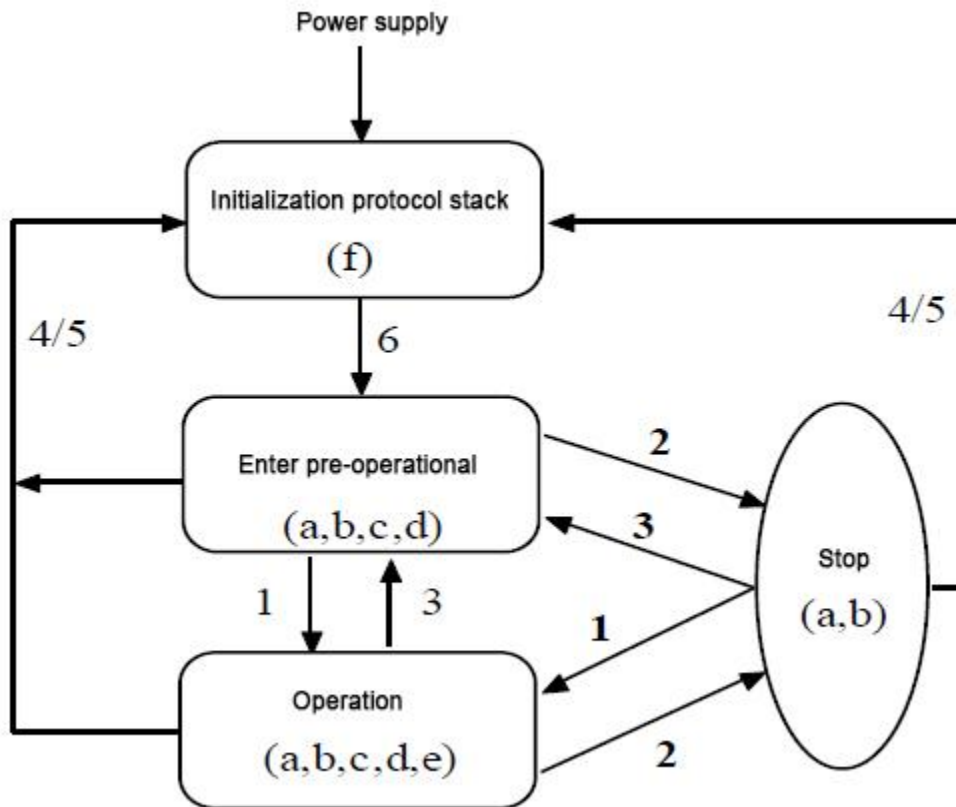 Power supply
Initialization protocol stack
(f)
4/5
4/5
6
Enter pre-operational
(a,b,c,d)
2
3
Stop
(a,b)
1
3
1
Operation
(a,b,c,d,e)
2